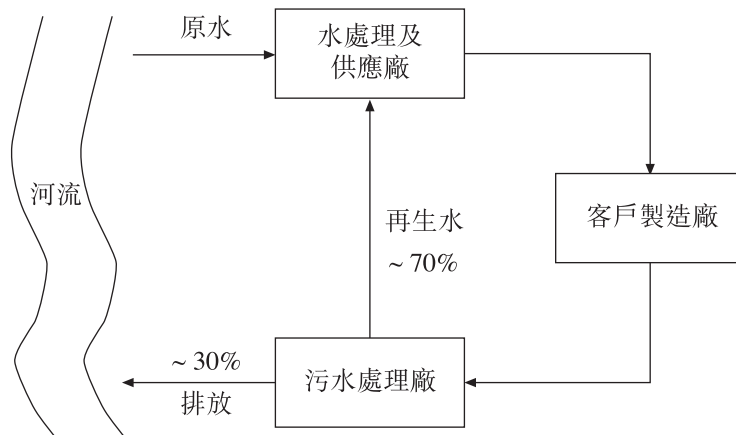 原水
水處理及
供應廠
河流
客戶製造廠
再生水
~ 70%
~ 30%
排放
污水處理廠